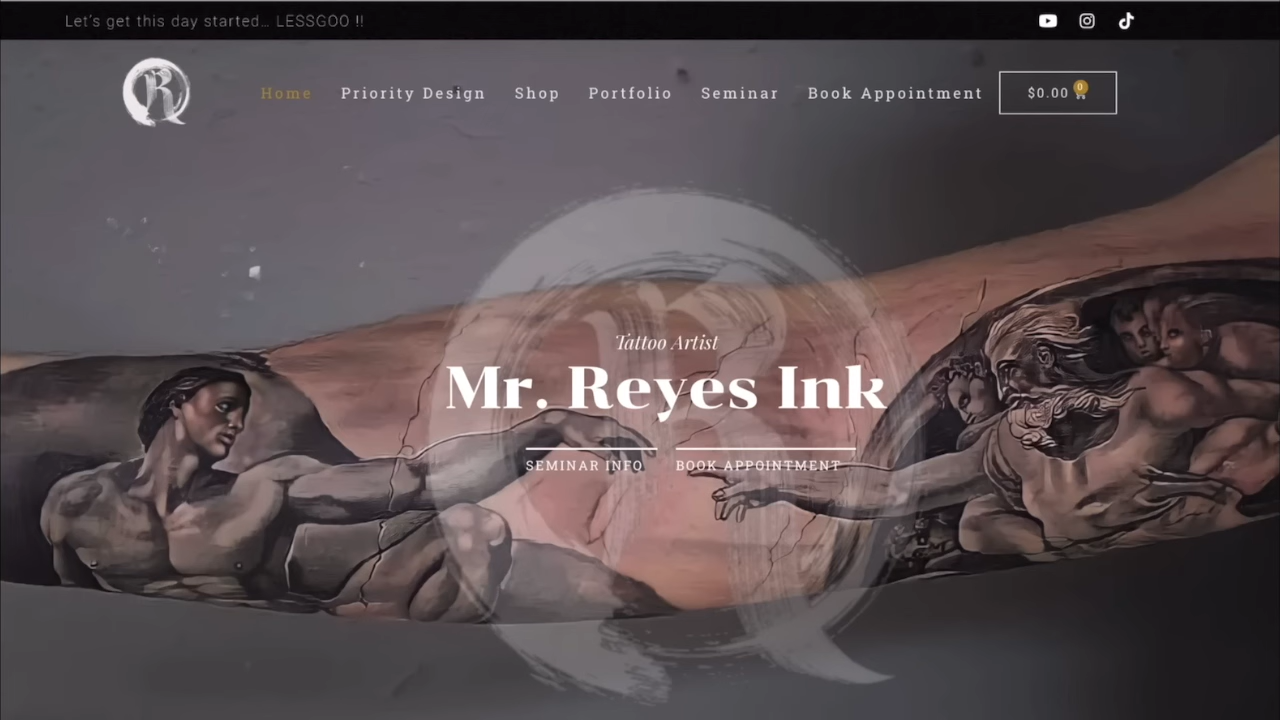 Let's get this day started... LESSGOO !!
R
Home Priority Design Shop Portfolio Seminar Book Appointment $0.00 0
Tattoo Artist
Mr. Reyes Ink
SEMINAR INFO BOOK APPOINTMENT